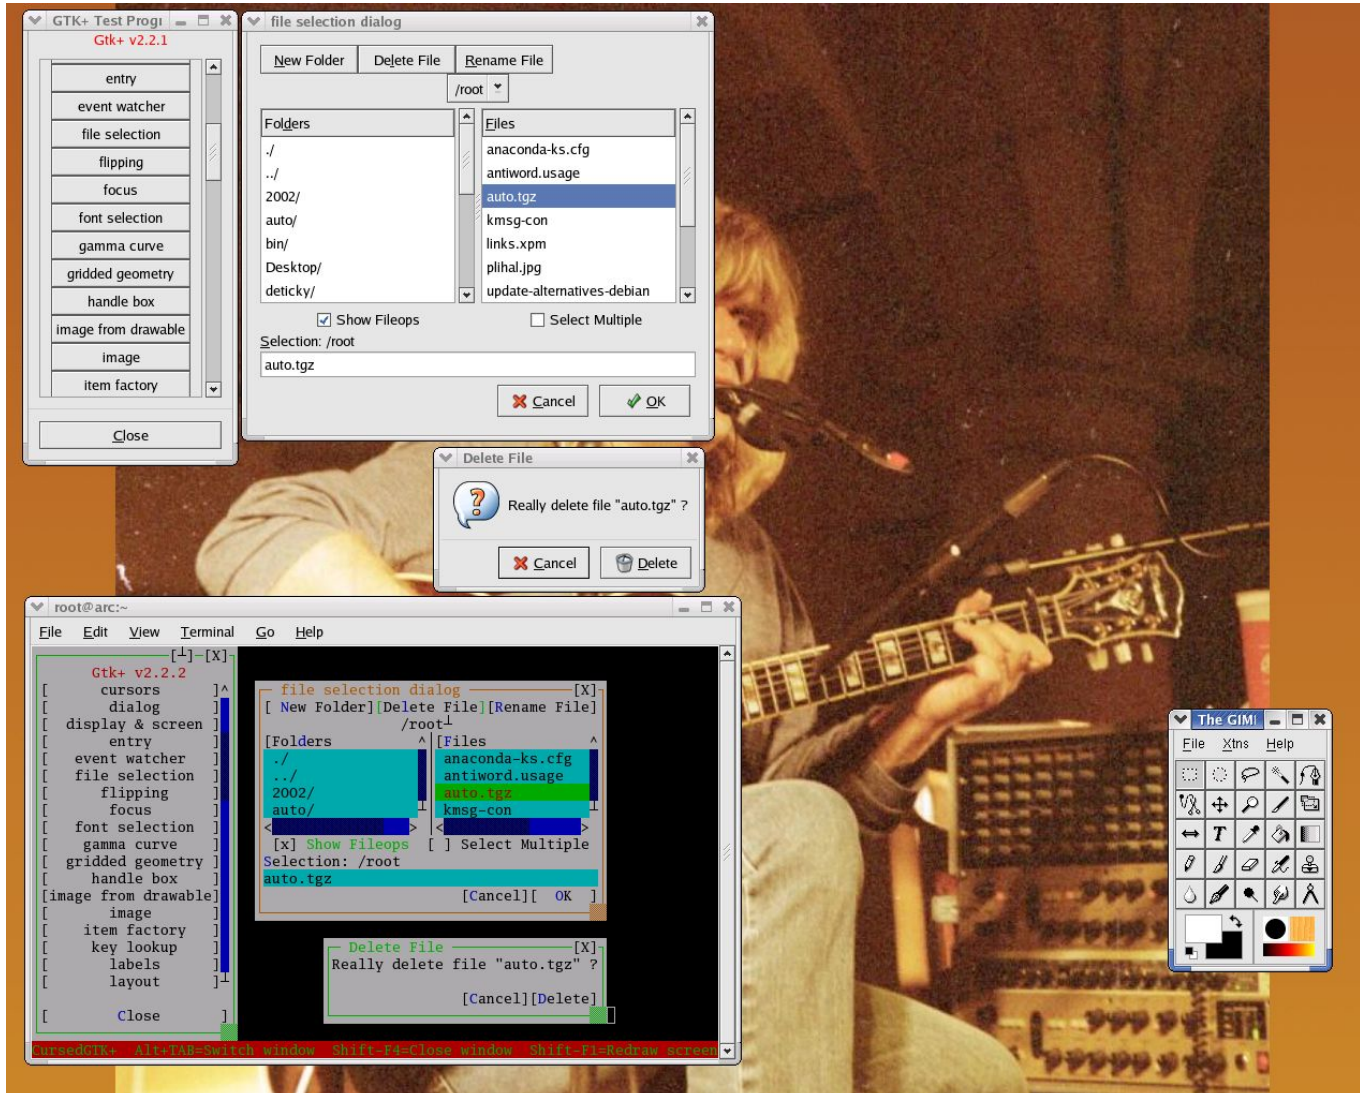 GTK+ Test Progr
Gtk+ v2.2.1
entry
event watcher
file selection
flipping
focus
font selection
gamma curve
gridded geometry
handle box
image from drawable
image
item factory
Close
file selection dialog
New Folder Delete File Rename File
/root
Folders
./
../
2002/
auto/
bin/
Desktop/
deticky/
Files
anaconda-ks.cfg
antiword.usage
auto.tgz
kmsg-con
links.xpm
plihal.jpg
update-alternatives-debian
Show Fileops Select Multiple
Selection: /root
auto.tgz
Cancel OK
Delete File
Really delete file "auto.tgz" ?
Cancel Delete
root@arc:~
File Edit View Terminal Go Help
[┴]-[X]
Gtk+ v2.2.2
[ cursors ]^
[ dialog ]
[ display & screen ]
[ entry ]
[ event watcher ]
[ file selection ]
[ flipping ]
[ focus ]
[ font selection ]
[ gamma curve ]
[ gridded geometry ]
[ handle box ]
[image from drawable]
[ image ]
[ item factory ]
[ key lookup ]
[ labels ]
[ layout ]┴
[ Close ]
file selection dialog [X]
[ New Folder][Delete File][Rename File]
/root┴
[Folders ^
./
../
2002/
auto/ ┴
< >
[Files ^
anaconda-ks.cfg
antiword.usage
auto.tgz
kmsg-con ┴
< >
[x] Show Fileops [ ] Select Multiple
Selection: /root
auto.tgz
[Cancel][ OK ]
Delete File [X]
Really delete file "auto.tgz" ?
[Cancel][Delete]
CursedGTK+ Alt+TAB=Switch window Shift-F4=Close window Shift-F1=Redraw screen
The GIM
File Xtns Help